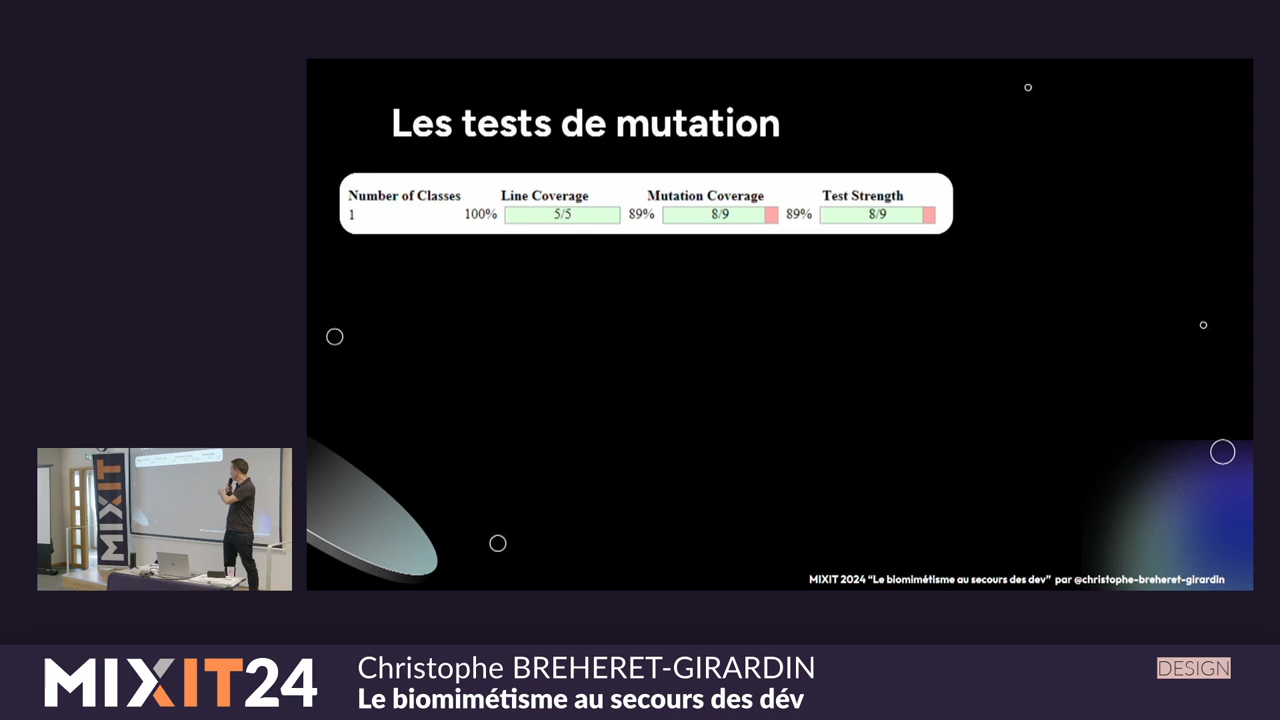 Les tests de mutation
Number of Classes Line Coverage Mutation Coverage Test Strength
1 100% 5/5 89% 8/9 89% 8/9
MIXIT
MIXIT 2024 “Le biomimétisme au secours des dev” par @christophe-breheret-girardin
MIXIT24
Christophe BREHERET-GIRARDIN
Le biomimétisme au secours des dév
DESIGN